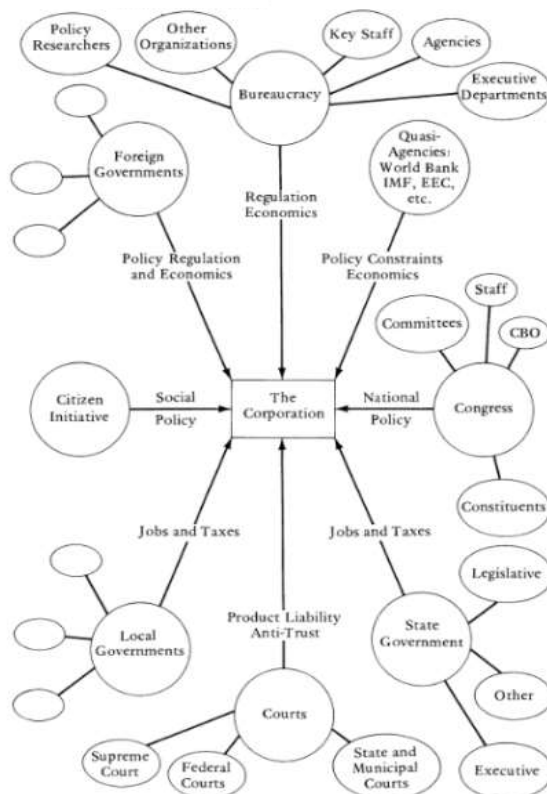 Policy
Researchers
Other
Organizations
Key Staff
Agencies
Executive
Departments
Bureaucracy
Foreign
Governments
Quasi-
Agencies:
World Bank
IMF, EEC,
etc.
Regulation
Economics
Policy Regulation
and Economics
Policy Constraints
Economics
Staff
Committees
CBO
Citizen
Initiative
Social
Policy
The
Corporation
National
Policy
Congress
Constituents
Jobs and Taxes
Jobs and Taxes
Legislative
Local
Governments
Product Liability
Anti-Trust
State
Government
Other
Courts
Supreme
Court
Federal
Courts
State and
Municipal
Courts
Executive